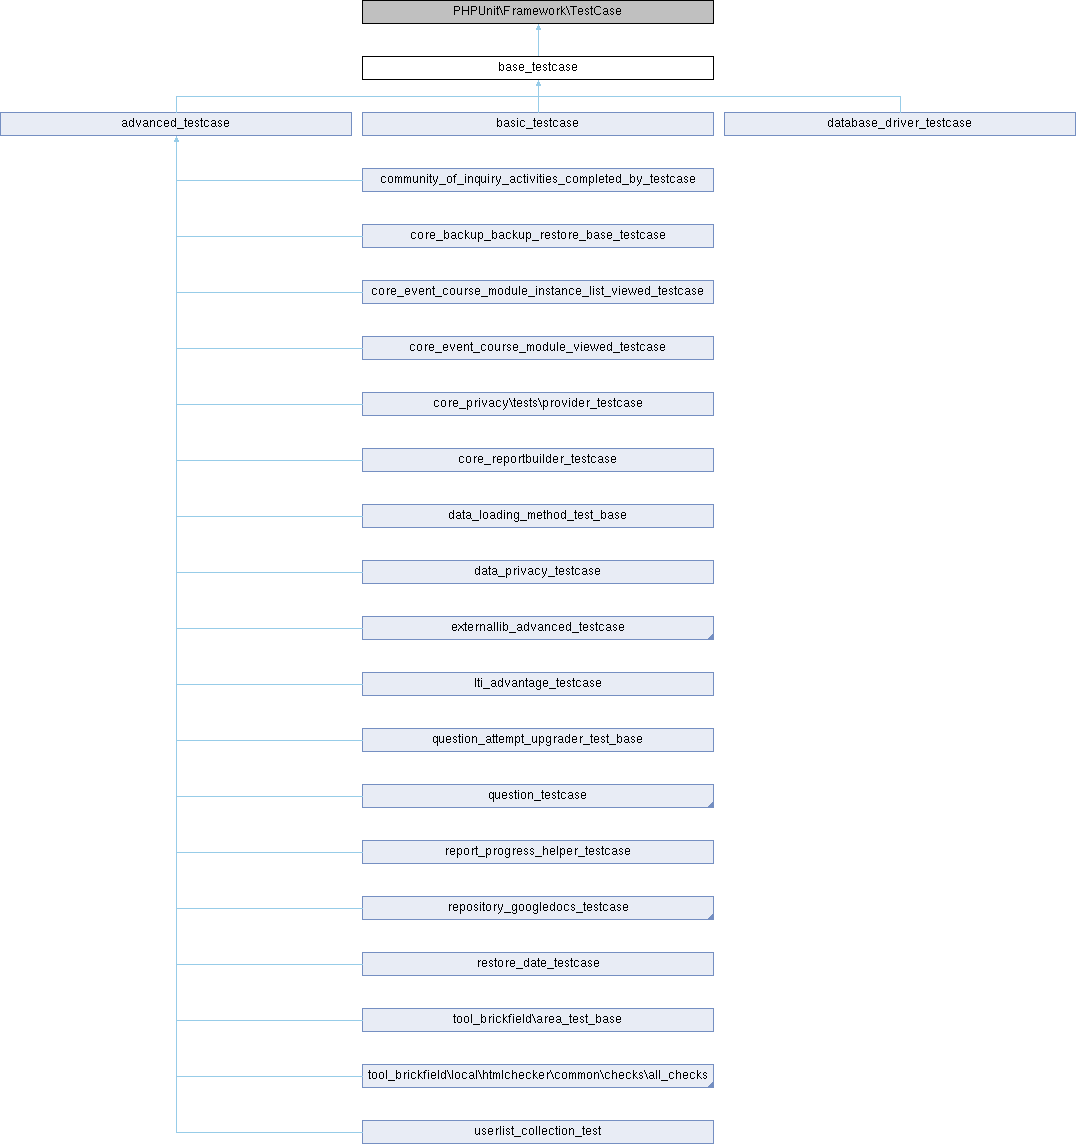 PHPUnit\Framework\TestCase
base_testcase
advanced_testcase
basic_testcase
database_driver_testcase
community_of_inquiry_activities_completed_by_testcase
core_backup_backup_restore_base_testcase
core_event_course_module_instance_list_viewed_testcase
core_event_course_module_viewed_testcase
core_privacy\tests\provider_testcase
core_reportbuilder_testcase
data_loading_method_test_base
data_privacy_testcase
externallib_advanced_testcase
lti_advantage_testcase
question_attempt_upgrader_test_base
question_testcase
report_progress_helper_testcase
repository_googledocs_testcase
restore_date_testcase
tool_brickfield\area_test_base
tool_brickfield\local\htmlchecker\common\checks\all_checks
userlist_collection_test